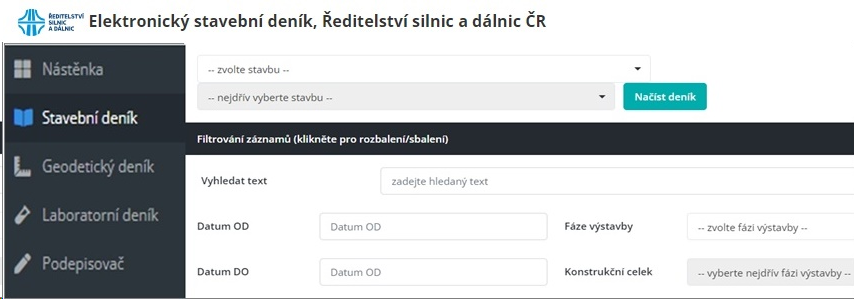 ŘEDITELSTVÍ
SILNIC
A DÁLNIC
Elektronický stavební deník, Ředitelství silnic a dálnic ČR
Nástěnka
Stavební deník
Geodetický deník
Laboratorní deník
Podepisovač
-- zvolte stavbu --
-- nejdřív vyberte stavbu --
Načíst deník
Filtrování záznamů (klikněte pro rozbalení/sbalení)
Vyhledat text
zadejte hledaný text
Datum OD
Datum OD
Fáze výstavby
-- zvolte fázi výstavby --
Datum DO
Datum OD
Konstrukční celek
-- vyberte nejdřív fázi výstavby --